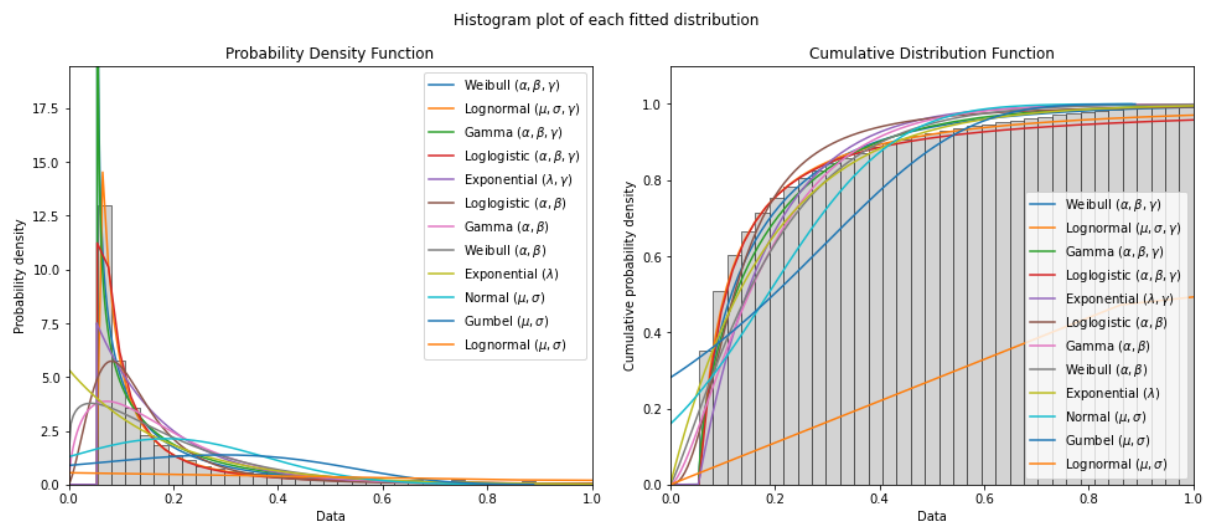 Histogram plot of each fitted distribution
Probability Density Function
Probability density
17.5
15.0
12.5
10.0
7.5
5.0
2.5
0.0
0.0 0.2 0.4 0.6 0.8 1.0
Data
Weibull (α, β, γ)
Lognormal (μ, σ, γ)
Gamma (α, β, γ)
Loglogistic (α, β, γ)
Exponential (λ, γ)
Loglogistic (α, β)
Gamma (α, β)
Weibull (α, β)
Exponential (λ)
Normal (μ, σ)
Gumbel (μ, σ)
Lognormal (μ, σ)
Cumulative Distribution Function
Cumulative probability density
1.0
0.8
0.6
0.4
0.2
0.0
0.0 0.2 0.4 0.6 0.8 1.0
Data
Weibull (α, β, γ)
Lognormal (μ, σ, γ)
Gamma (α, β, γ)
Loglogistic (α, β, γ)
Exponential (λ, γ)
Loglogistic (α, β)
Gamma (α, β)
Weibull (α, β)
Exponential (λ)
Normal (μ, σ)
Gumbel (μ, σ)
Lognormal (μ, σ)